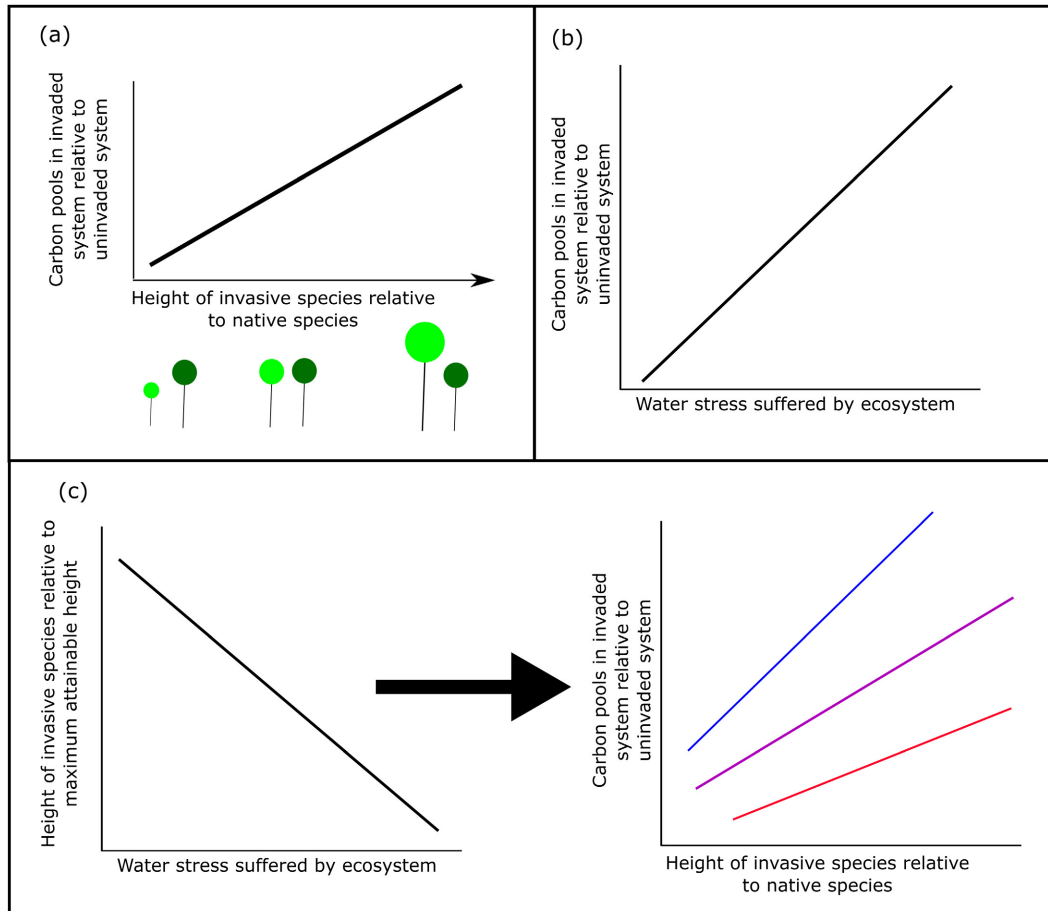 (a)
Carbon pools in invaded
system relative to
uninvaded system
Height of invasive species relative
to native species
(b)
Carbon pools in invaded
system relative to
uninvaded system
Water stress suffered by ecosystem
(c)
Height of invasive species relative to
maximum attainable height
Water stress suffered by ecosystem
Carbon pools in invaded
system relative to
uninvaded system
Height of invasive species relative
to native species